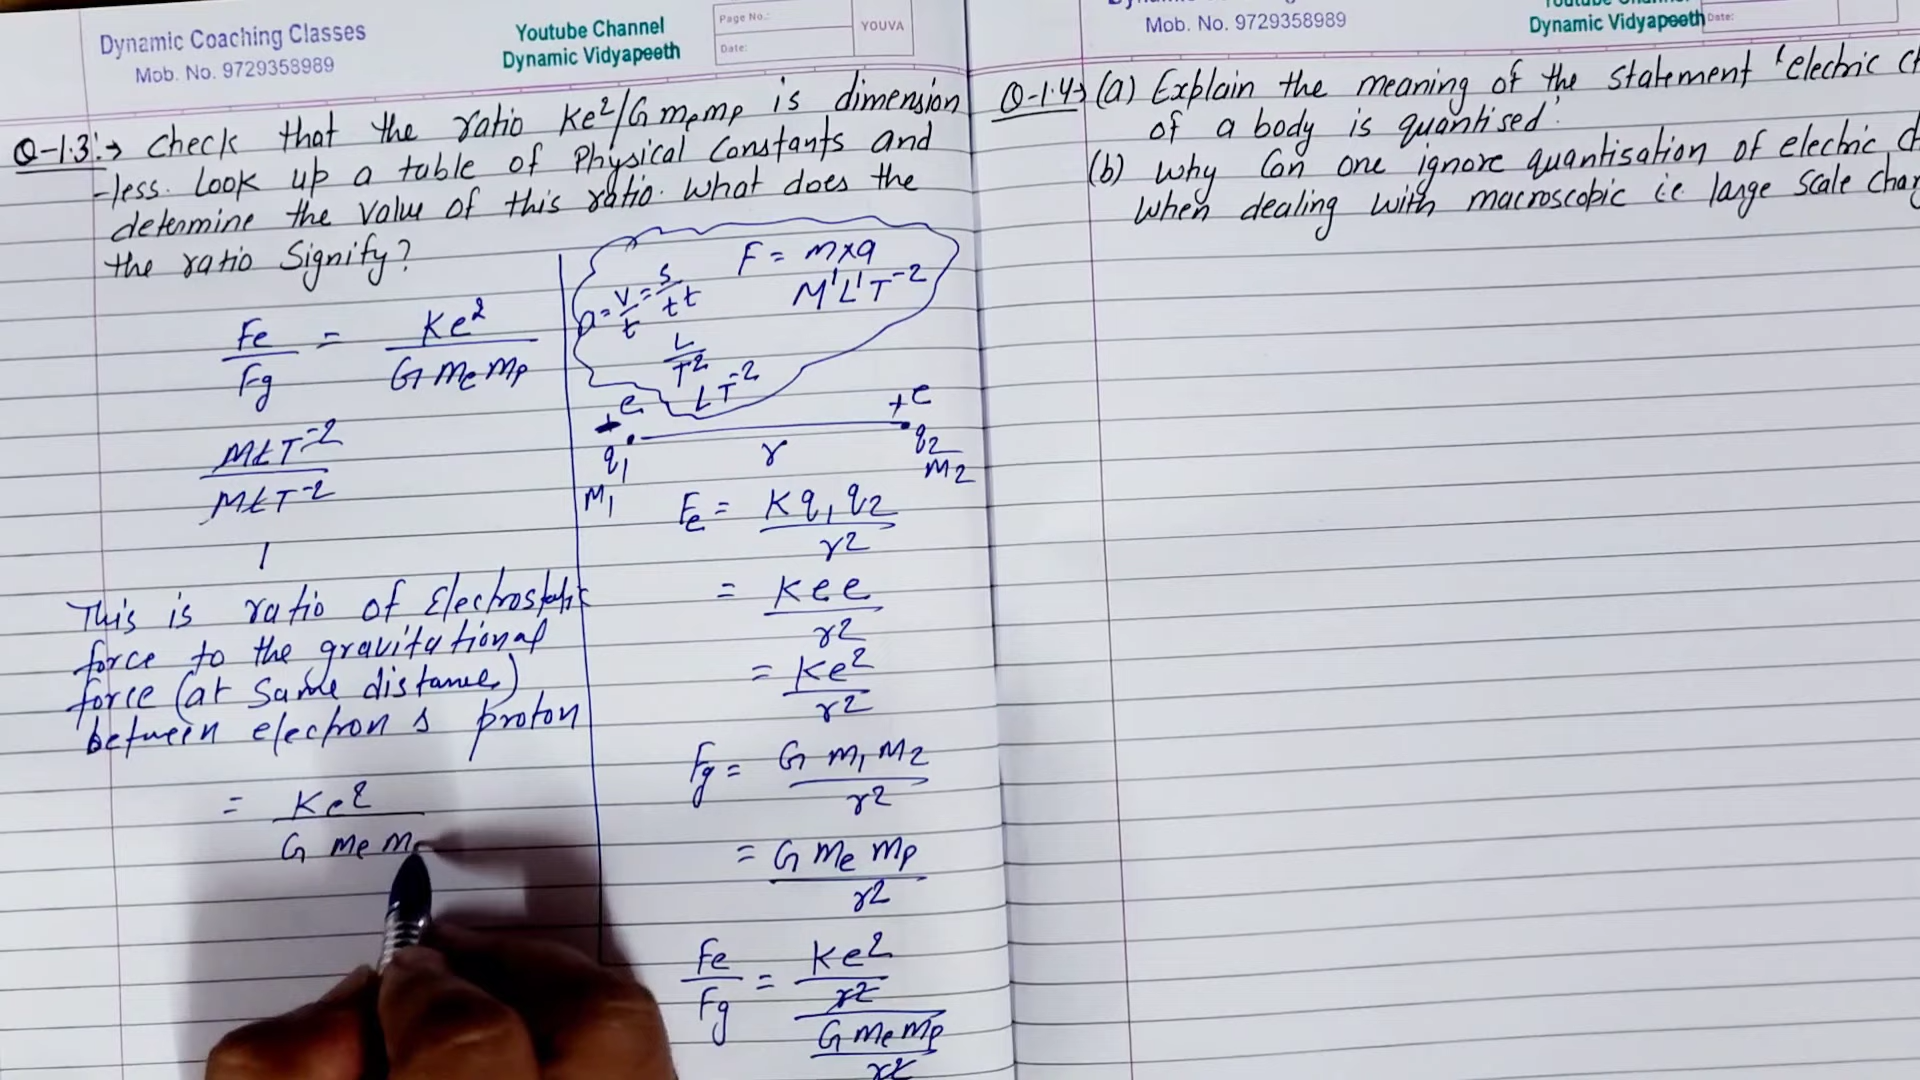 Dynamic Coaching Classes
Mob. No. 9729358989
Youtube Channel
Dynamic Vidyapeeth
Page No.:
Date:
YOUVA
Q-1.3:→ Check that the ratio Ke²/G memp is dimension
-less. Look up a table of Physical Constants and
determine the value of this ratio. What does the
the ratio Signify?
Fe/Fg = Ke²/G me mp
MLT⁻²
MLT⁻²
1
This is ratio of Electrostatic
force to the gravitational
force (at same distance)
between electron & proton
= Ke²
G me m
F = m×a
M¹L¹T⁻²
a = v/t = s/t t
L/T²
LT⁻²
+e
+e
q1
r
q2
M1
M2
Fe = K q1 q2
r²
= K e e
r²
= Ke²
r²
Fg = G m1 m2
r²
= G me mp
r²
Fe/Fg = Ke²
r²
G me mp
r²
Mob. No. 9729358989
Dynamic Vidyapeeth
Date:
Q-1.4→ (a) Explain the meaning of the statement 'electric
of a body is quantised'.
(b) Why Can one ignore quantisation of electric
when dealing with macroscopic i.e. large scale